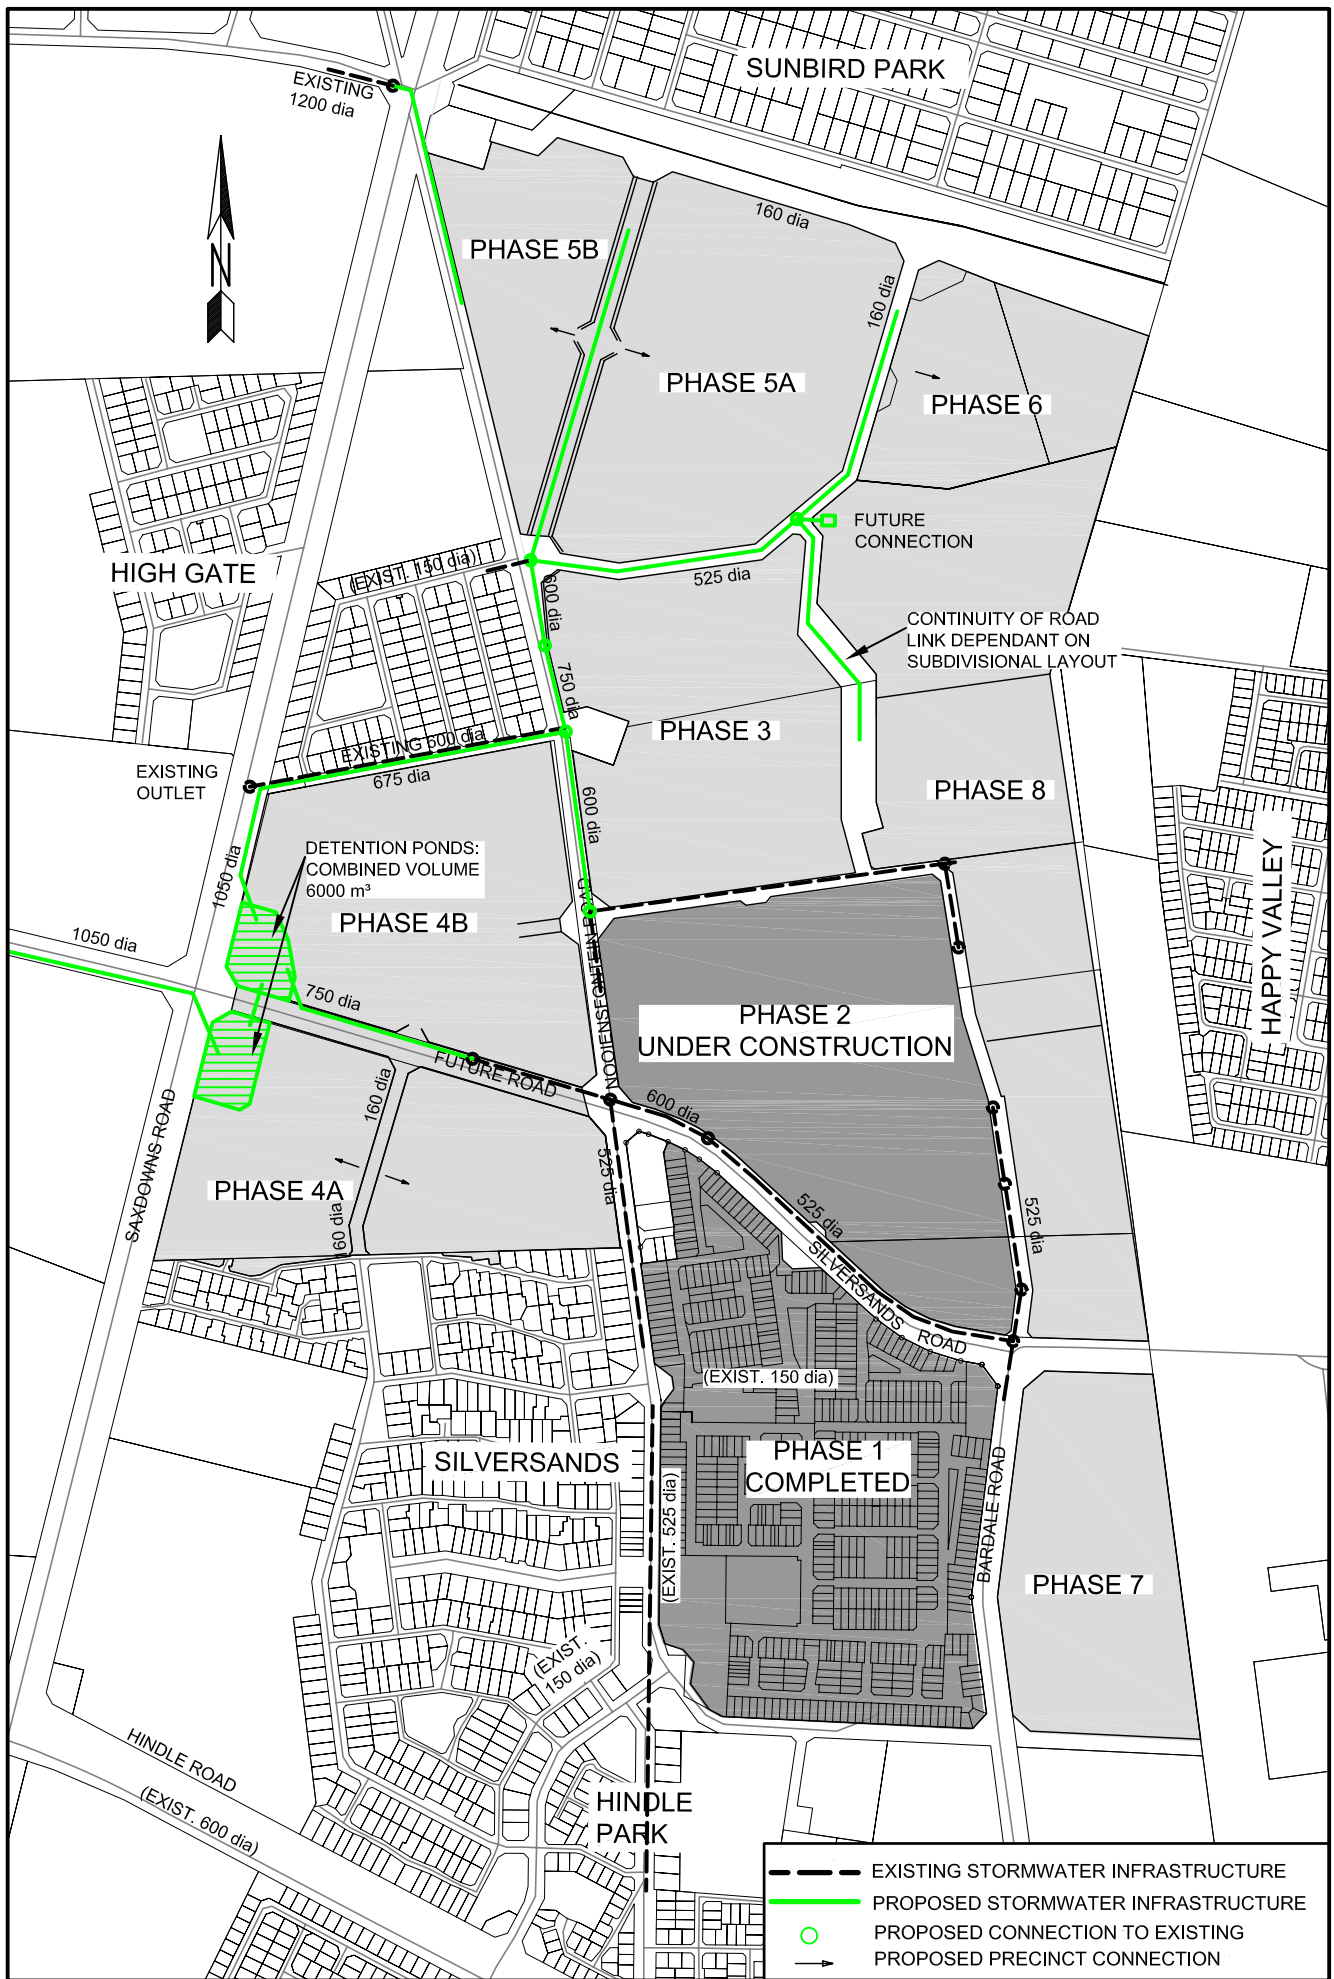 SUNBIRD PARK
EXISTING
1200 dia
N
160 dia
PHASE 5B
160 dia
PHASE 5A
PHASE 6
FUTURE
CONNECTION
HIGH GATE
(EXIST. 150 dia)
525 dia
600 dia
CONTINUITY OF ROAD
LINK DEPENDANT ON
SUBDIVISIONAL LAYOUT
750 dia
PHASE 3
EXISTING 600 dia
675 dia
EXISTING
OUTLET
PHASE 8
600 dia
DETENTION PONDS:
COMBINED VOLUME
6000 m³
1050 dia
PHASE 4B
HAPPY VALLEY
1050 dia
750 dia
PHASE 2
UNDER CONSTRUCTION
FUTURE ROAD
160 dia
600 dia
SAXDOWNS ROAD
525 dia
PHASE 4A
160 dia
525 dia
525 dia
SILVERSANDS ROAD
(EXIST. 150 dia)
SILVERSANDS
PHASE 1
COMPLETED
(EXIST. 525 dia)
BARDALE ROAD
PHASE 7
(EXIST.
150 dia)
HINDLE ROAD
(EXIST. 600 dia)
HINDLE
PARK
EXISTING STORMWATER INFRASTRUCTURE
PROPOSED STORMWATER INFRASTRUCTURE
PROPOSED CONNECTION TO EXISTING
PROPOSED PRECINCT CONNECTION